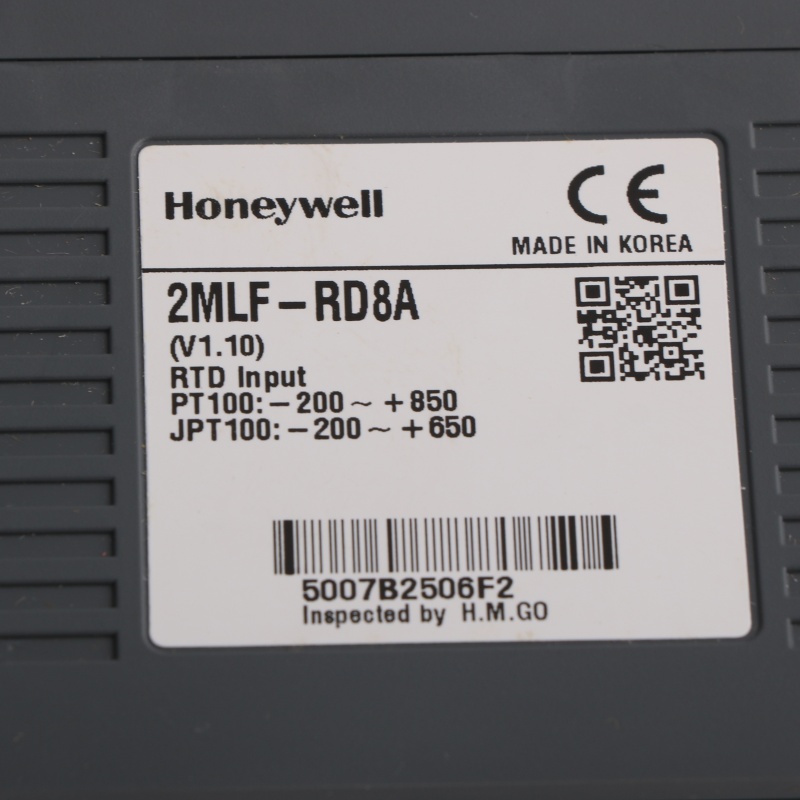 Honeywell
CE
MADE IN KOREA
2MLF-RD8A
(V1.10)
RTD Input
PT100:-200~+850
JPT100:-200~+650
5007B2506F2
Inspected by H.M.GO